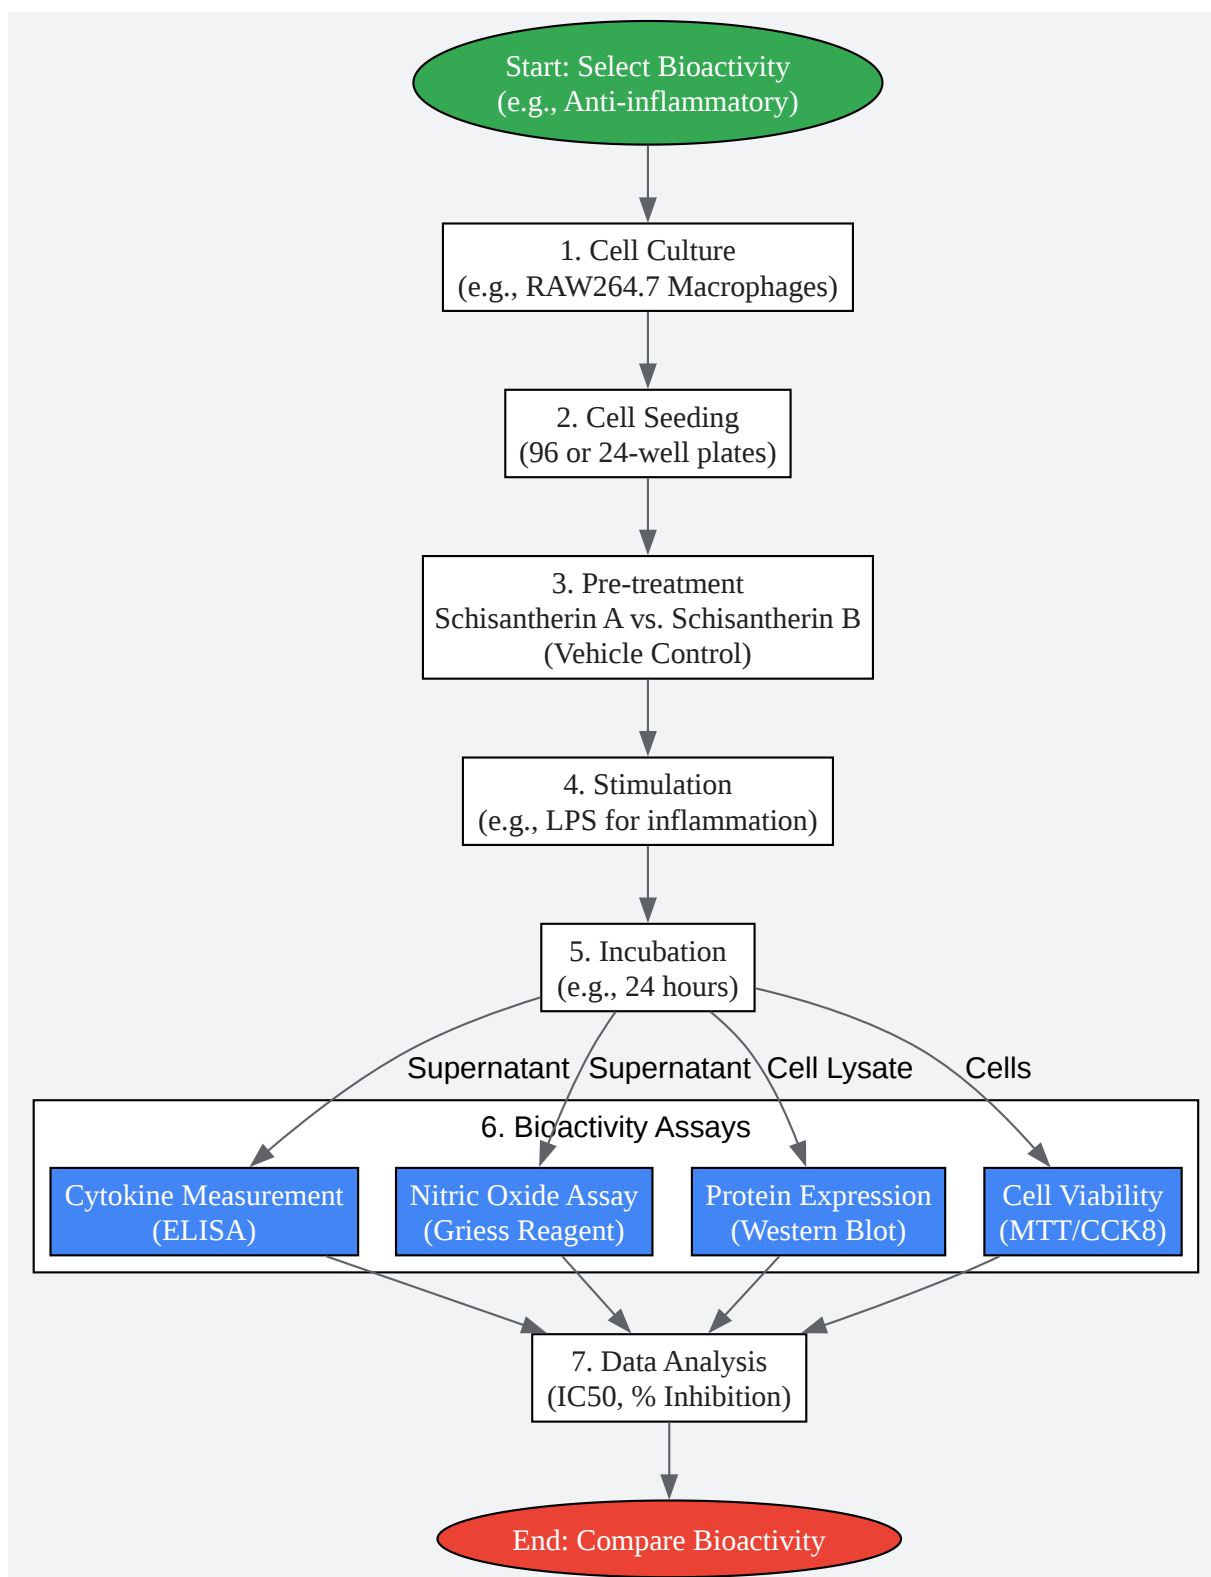 Start: Select Bioactivity
(e.g., Anti-inflammatory)
1. Cell Culture
(e.g., RAW264.7 Macrophages)
2. Cell Seeding
(96 or 24-well plates)
3. Pre-treatment
Schisantherin A vs. Schisantherin B
(Vehicle Control)
4. Stimulation
(e.g., LPS for inflammation)
5. Incubation
(e.g., 24 hours)
Supernatant
Supernatant
Cell Lysate
Cells
6. Bioactivity Assays
Cytokine Measurement
(ELISA)
Nitric Oxide Assay
(Griess Reagent)
Protein Expression
(Western Blot)
Cell Viability
(MTT/CCK8)
7. Data Analysis
(IC50, % Inhibition)
End: Compare Bioactivity